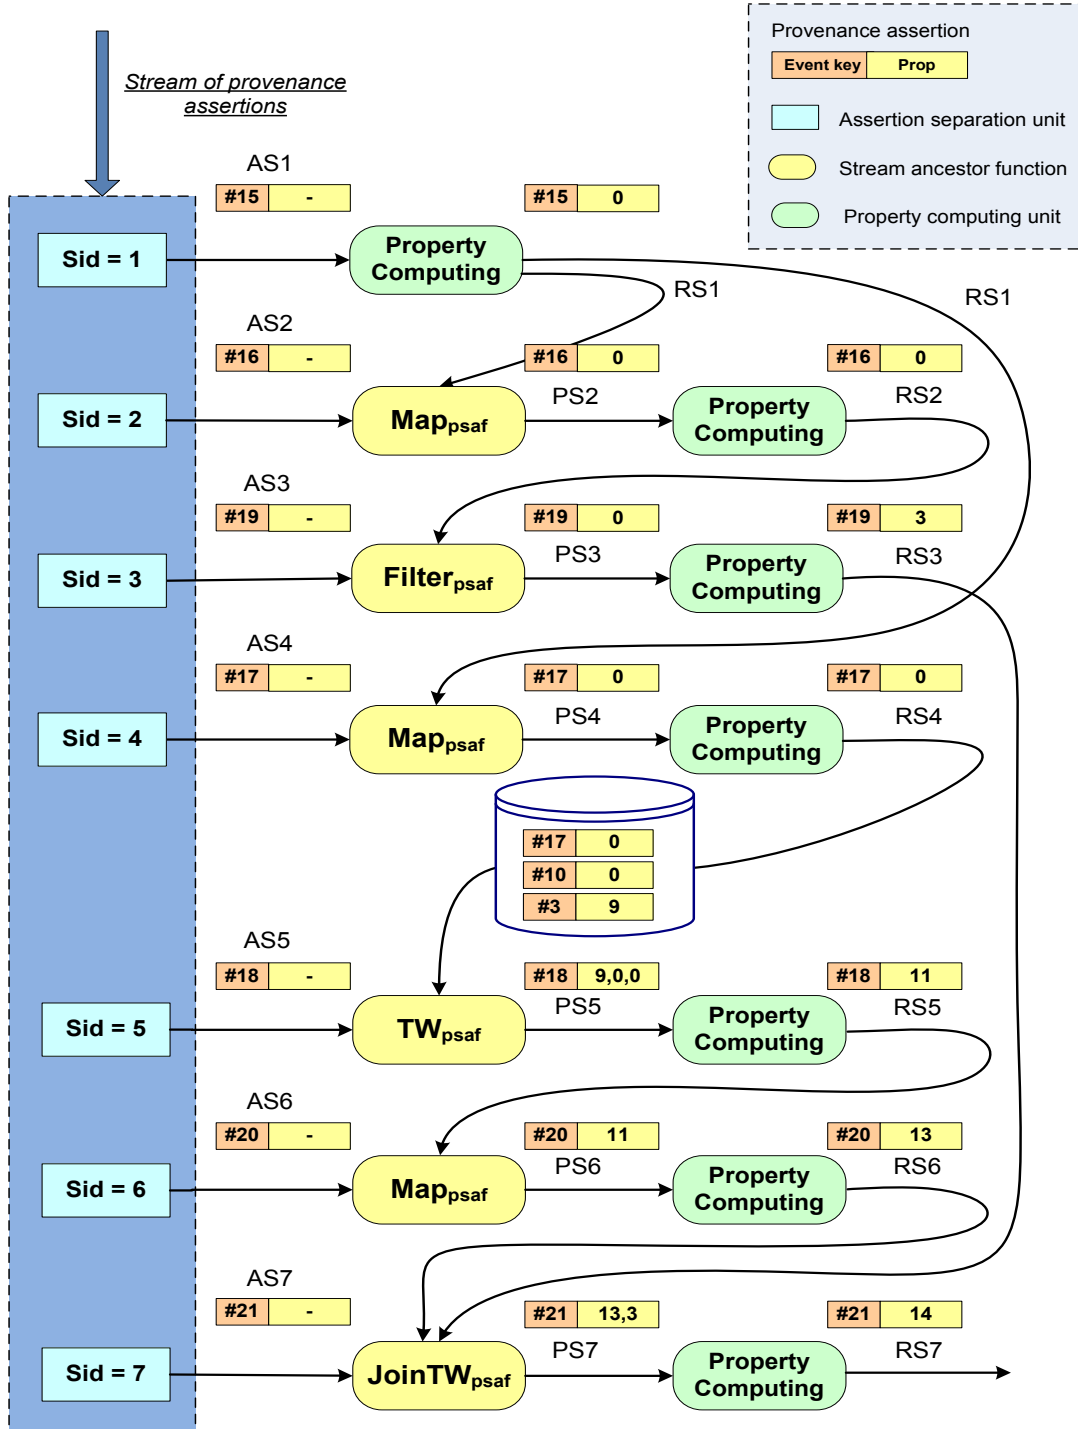 Provenance assertion
Event key Prop
Assertion separation unit
Stream ancestor function
Property computing unit
Stream of provenance
assertions
AS1
#15 - #15 0
Sid = 1
Property
Computing
RS1
RS1
AS2
#16 - #16 0 #16 0
PS2
RS2
Sid = 2
Mappsaf
Property
Computing
AS3
#19 - #19 0 #19 3
PS3
RS3
Sid = 3
Filterpsaf
Property
Computing
AS4
#17 - #17 0 #17 0
PS4
RS4
Sid = 4
Mappsaf
Property
Computing
#17 0
#10 0
#3 9
AS5
#18 - #18 9,0,0 #18 11
PS5
RS5
Sid = 5
TWpsaf
Property
Computing
AS6
#20 - #20 11 #20 13
PS6
RS6
Sid = 6
Mappsaf
Property
Computing
AS7
#21 - #21 13,3 #21 14
PS7
RS7
Sid = 7
JoinTWpsaf
Property
Computing